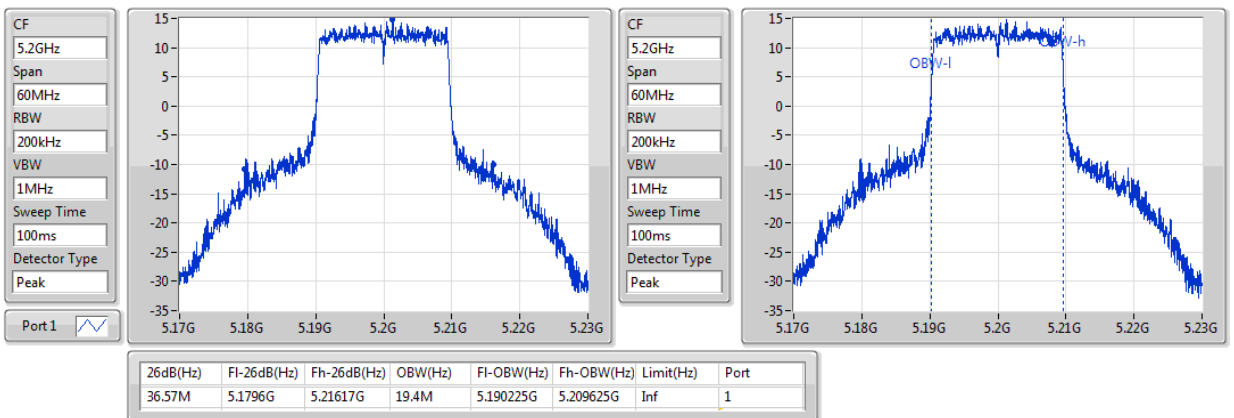 CF
5.2GHz
Span
60MHz
RBW
200kHz
VBW
1MHz
Sweep Time
100ms
Detector Type
Peak
Port 1
15
10
5
0
-5
-10
-15
-20
-25
-30
-35
5.17G 5.18G 5.19G 5.2G 5.21G 5.22G 5.23G
CF
5.2GHz
Span
60MHz
RBW
200kHz
VBW
1MHz
Sweep Time
100ms
Detector Type
Peak
15
10
5
0
-5
-10
-15
-20
-25
-30
-35
OBW-l
OBW-h
5.17G 5.18G 5.19G 5.2G 5.21G 5.22G 5.23G
26dB(Hz) Fl-26dB(Hz) Fh-26dB(Hz) OBW(Hz) Fl-OBW(Hz) Fh-OBW(Hz) Limit(Hz) Port
36.57M 5.1796G 5.21617G 19.4M 5.190225G 5.209625G Inf 1